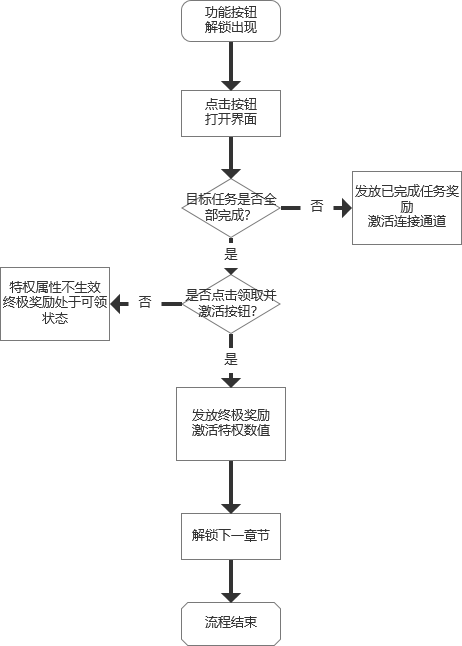 功能按钮
解锁出现
点击按钮
打开界面
目标任务是否全
部完成?
否
发放已完成任务奖
励
激活连接通道
是
是否点击领取并
激活按钮?
否
特权属性不生效
终极奖励处于可领
状态
是
发放终极奖励
激活特权数值
解锁下一章节
流程结束